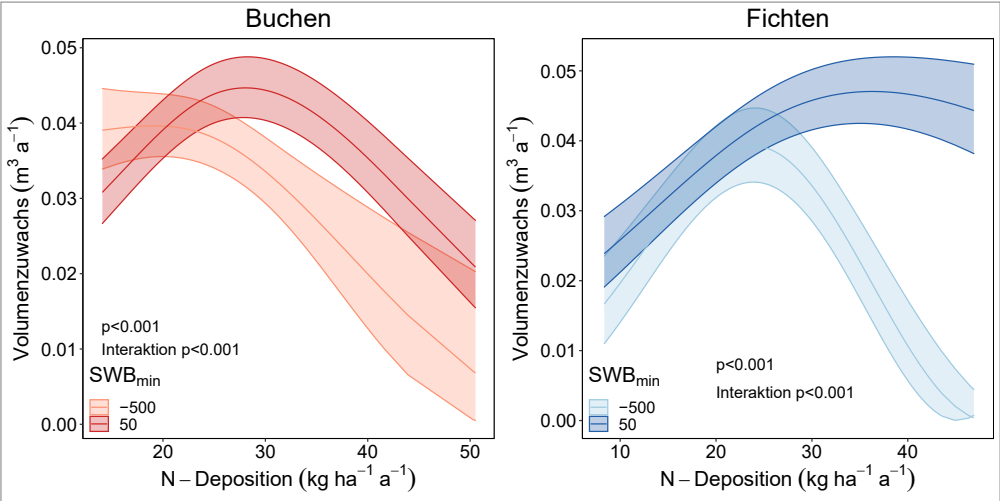 Buchen
Volumenzuwachs (m³ a⁻¹)
0.05
0.04
0.03
0.02
0.01
0.00
p<0.001
Interaktion p<0.001
SWBmin
−500
50
20
30
40
50
N – Deposition (kg ha⁻¹ a⁻¹)
Fichten
Volumenzuwachs (m³ a⁻¹)
0.05
0.04
0.03
0.02
0.01
0.00
p<0.001
Interaktion p<0.001
SWBmin
−500
50
10
20
30
40
N – Deposition (kg ha⁻¹ a⁻¹)